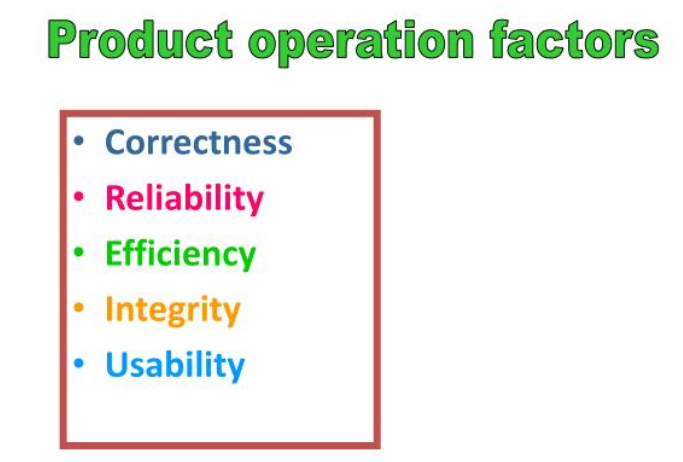 Product operation factors
• Correctness
• Reliability
• Efficiency
• Integrity
• Usability